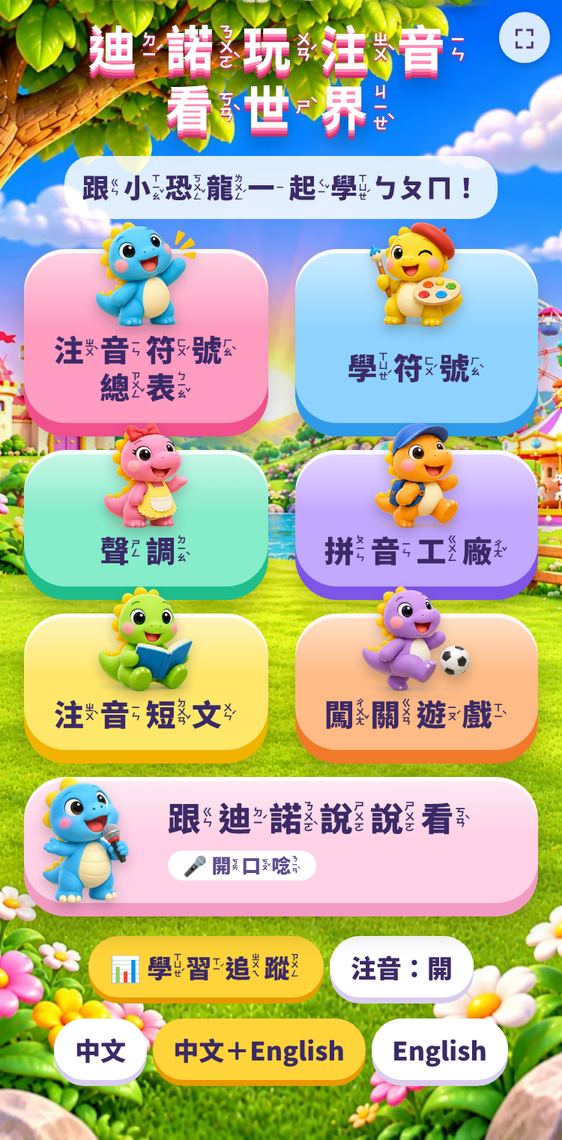 迪諾玩注音
看世界
跟小恐龍一起學ㄅㄆㄇ！
注音符號
總表
學符號
聲調
拼音工廠
注音短文
闖關遊戲
跟迪諾說說看
開口唸
學習追蹤
注音：開
中文
中文＋English
English